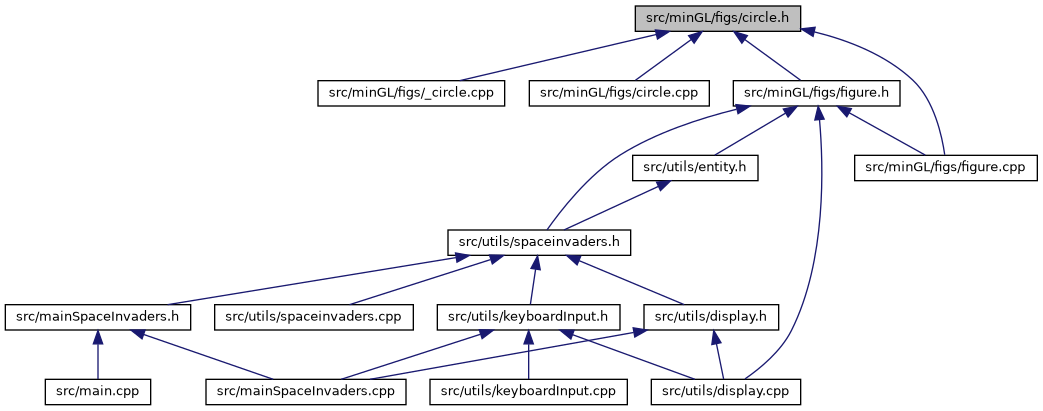 src/minGL/figs/circle.h
src/minGL/figs/_circle.cpp
src/minGL/figs/circle.cpp
src/minGL/figs/figure.h
src/utils/entity.h
src/minGL/figs/figure.cpp
src/utils/spaceinvaders.h
src/mainSpaceInvaders.h
src/utils/spaceinvaders.cpp
src/utils/keyboardInput.h
src/utils/display.h
src/main.cpp
src/mainSpaceInvaders.cpp
src/utils/keyboardInput.cpp
src/utils/display.cpp